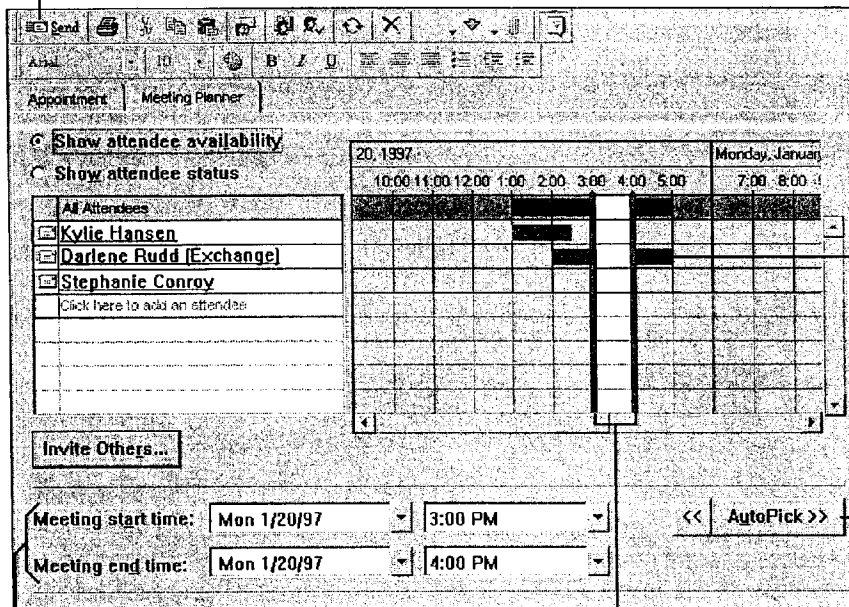 Send
Arial 10 B I U
Appointment Meeting Planner
Show attendee availability
Show attendee status
20, 1997 Monday, Januar
10:00 11:00 12:00 1:00 2:00 3:00 4:00 5:00 7:00 8:00
All Attendees
Kylie Hansen
Darlene Rudd (Exchange)
Stephanie Conroy
Click here to add an attendee
Invite Others...
Meeting start time: Mon 1/20/97 3:00 PM << AutoPick >>
Meeting end time: Mon 1/20/97 4:00 PM